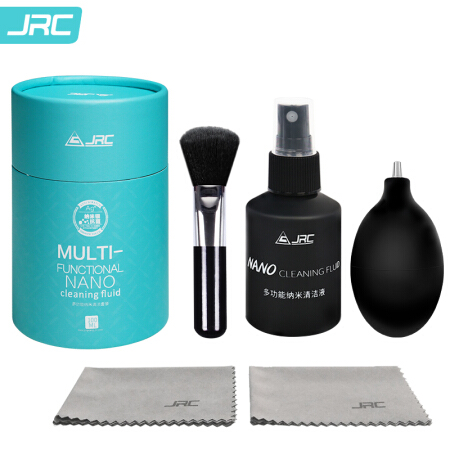 JRC
JRC
Ag⁺
MULTI-
FUNCTIONAL
NANO
cleaning fluid
JRC
NANO CLEANING FLUID
多功能纳米清洁液
JRC
JRC